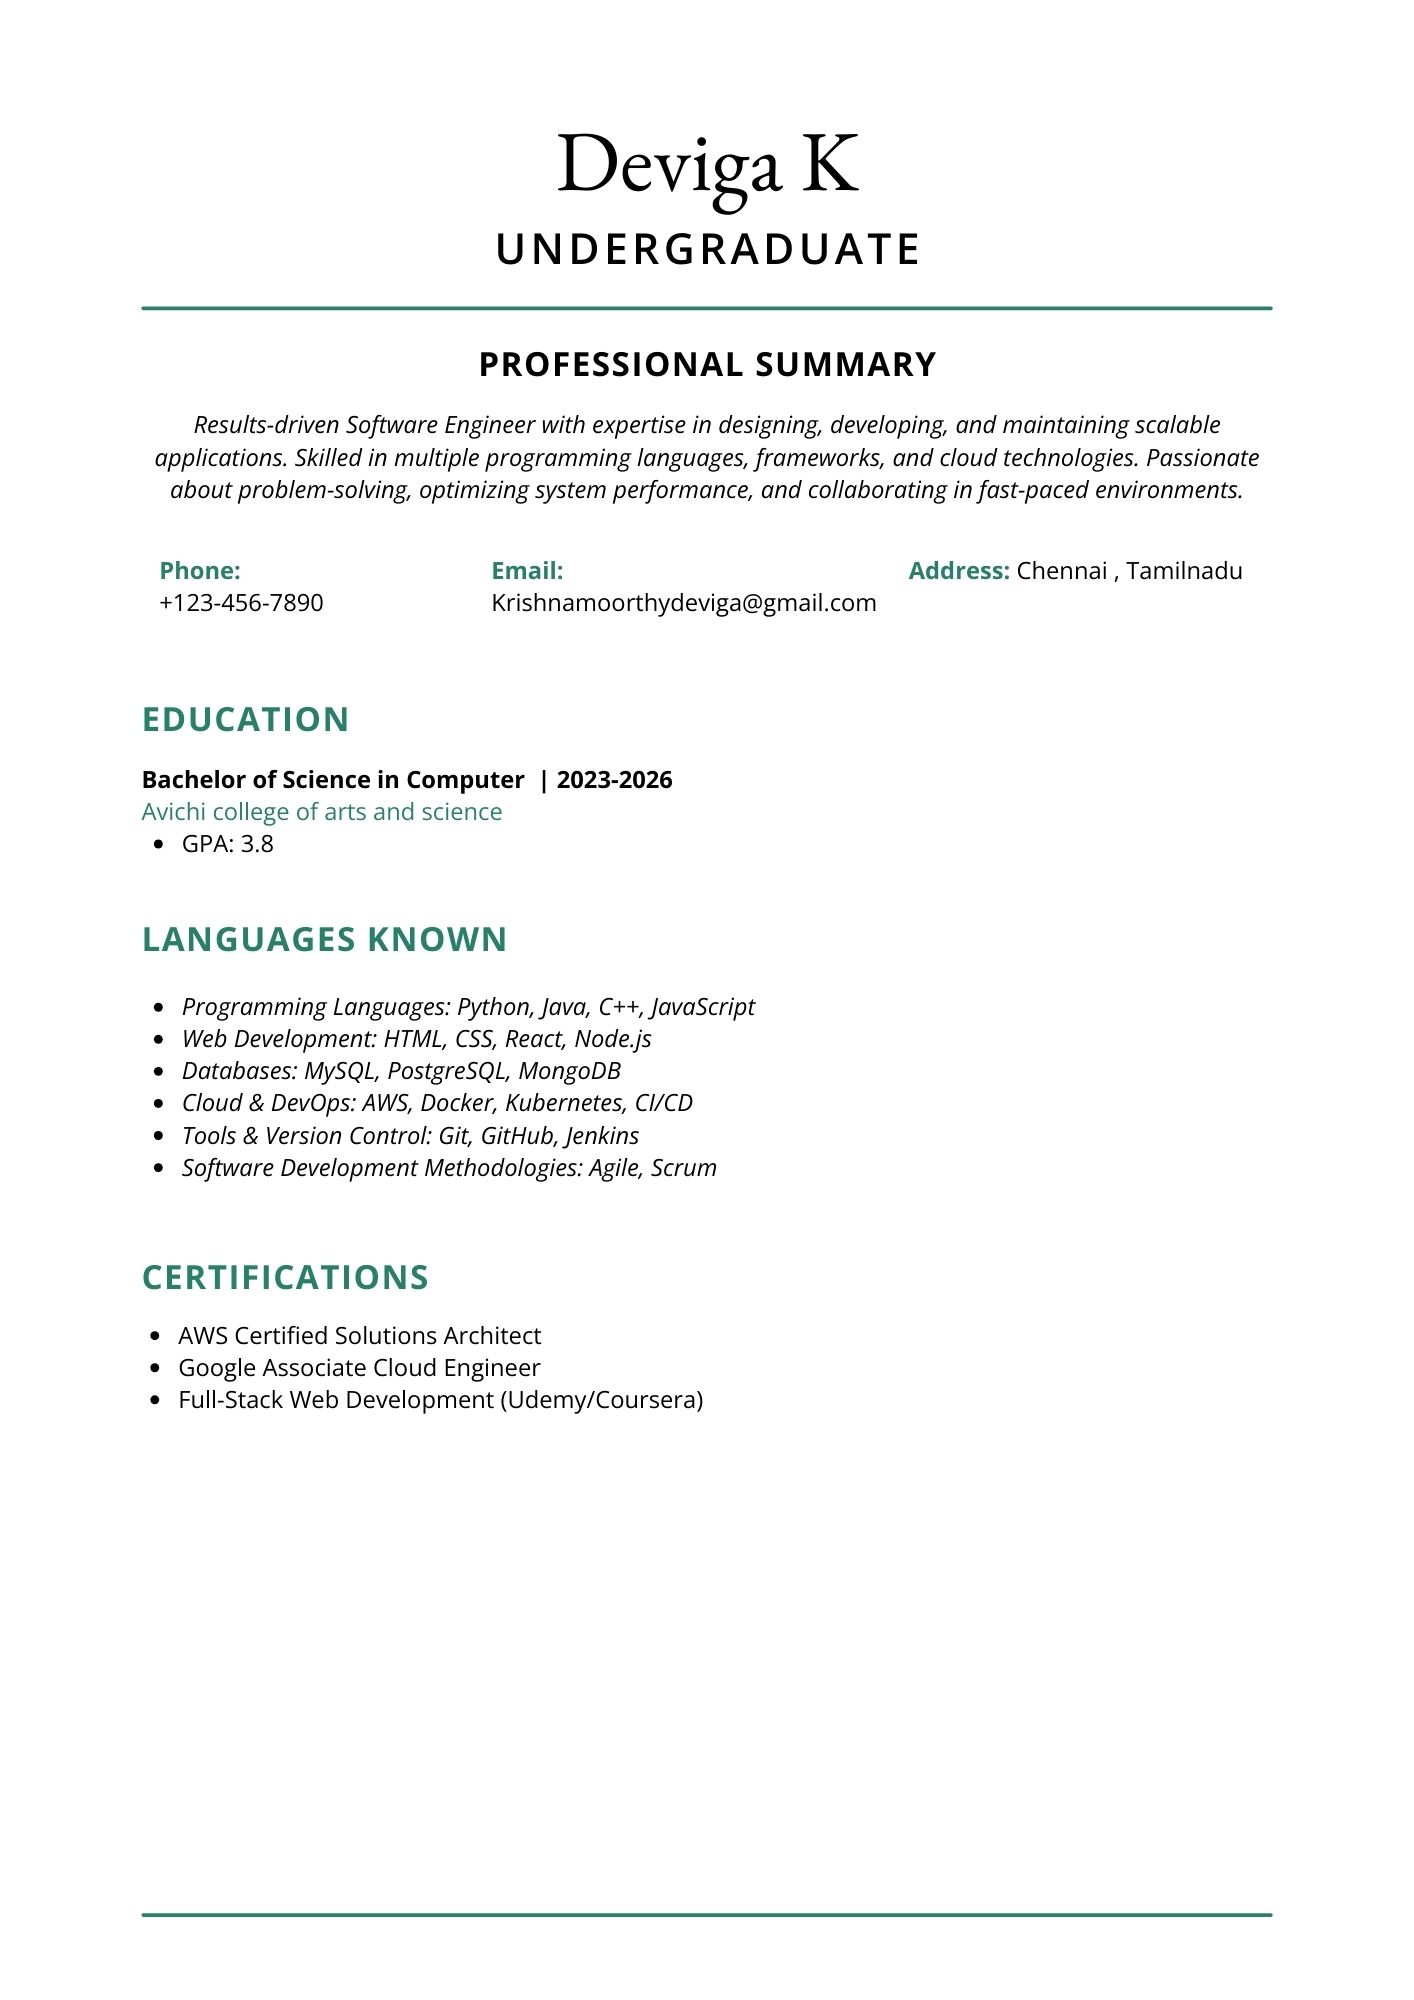 Deviga K
UNDERGRADUATE
PROFESSIONAL SUMMARY
Results-driven Software Engineer with expertise in designing, developing, and maintaining scalable
applications. Skilled in multiple programming languages, frameworks, and cloud technologies. Passionate
about problem-solving, optimizing system performance, and collaborating in fast-paced environments.
Phone:
+123-456-7890
Email:
Krishnamoorthydeviga@gmail.com
Address: Chennai , Tamilnadu
EDUCATION
Bachelor of Science in Computer  | 2023-2026
Avichi college of arts and science
• GPA: 3.8
LANGUAGES KNOWN
• Programming Languages: Python, Java, C++, JavaScript
• Web Development: HTML, CSS, React, Node.js
• Databases: MySQL, PostgreSQL, MongoDB
• Cloud & DevOps: AWS, Docker, Kubernetes, CI/CD
• Tools & Version Control: Git, GitHub, Jenkins
• Software Development Methodologies: Agile, Scrum
CERTIFICATIONS
• AWS Certified Solutions Architect
• Google Associate Cloud Engineer
• Full-Stack Web Development (Udemy/Coursera)